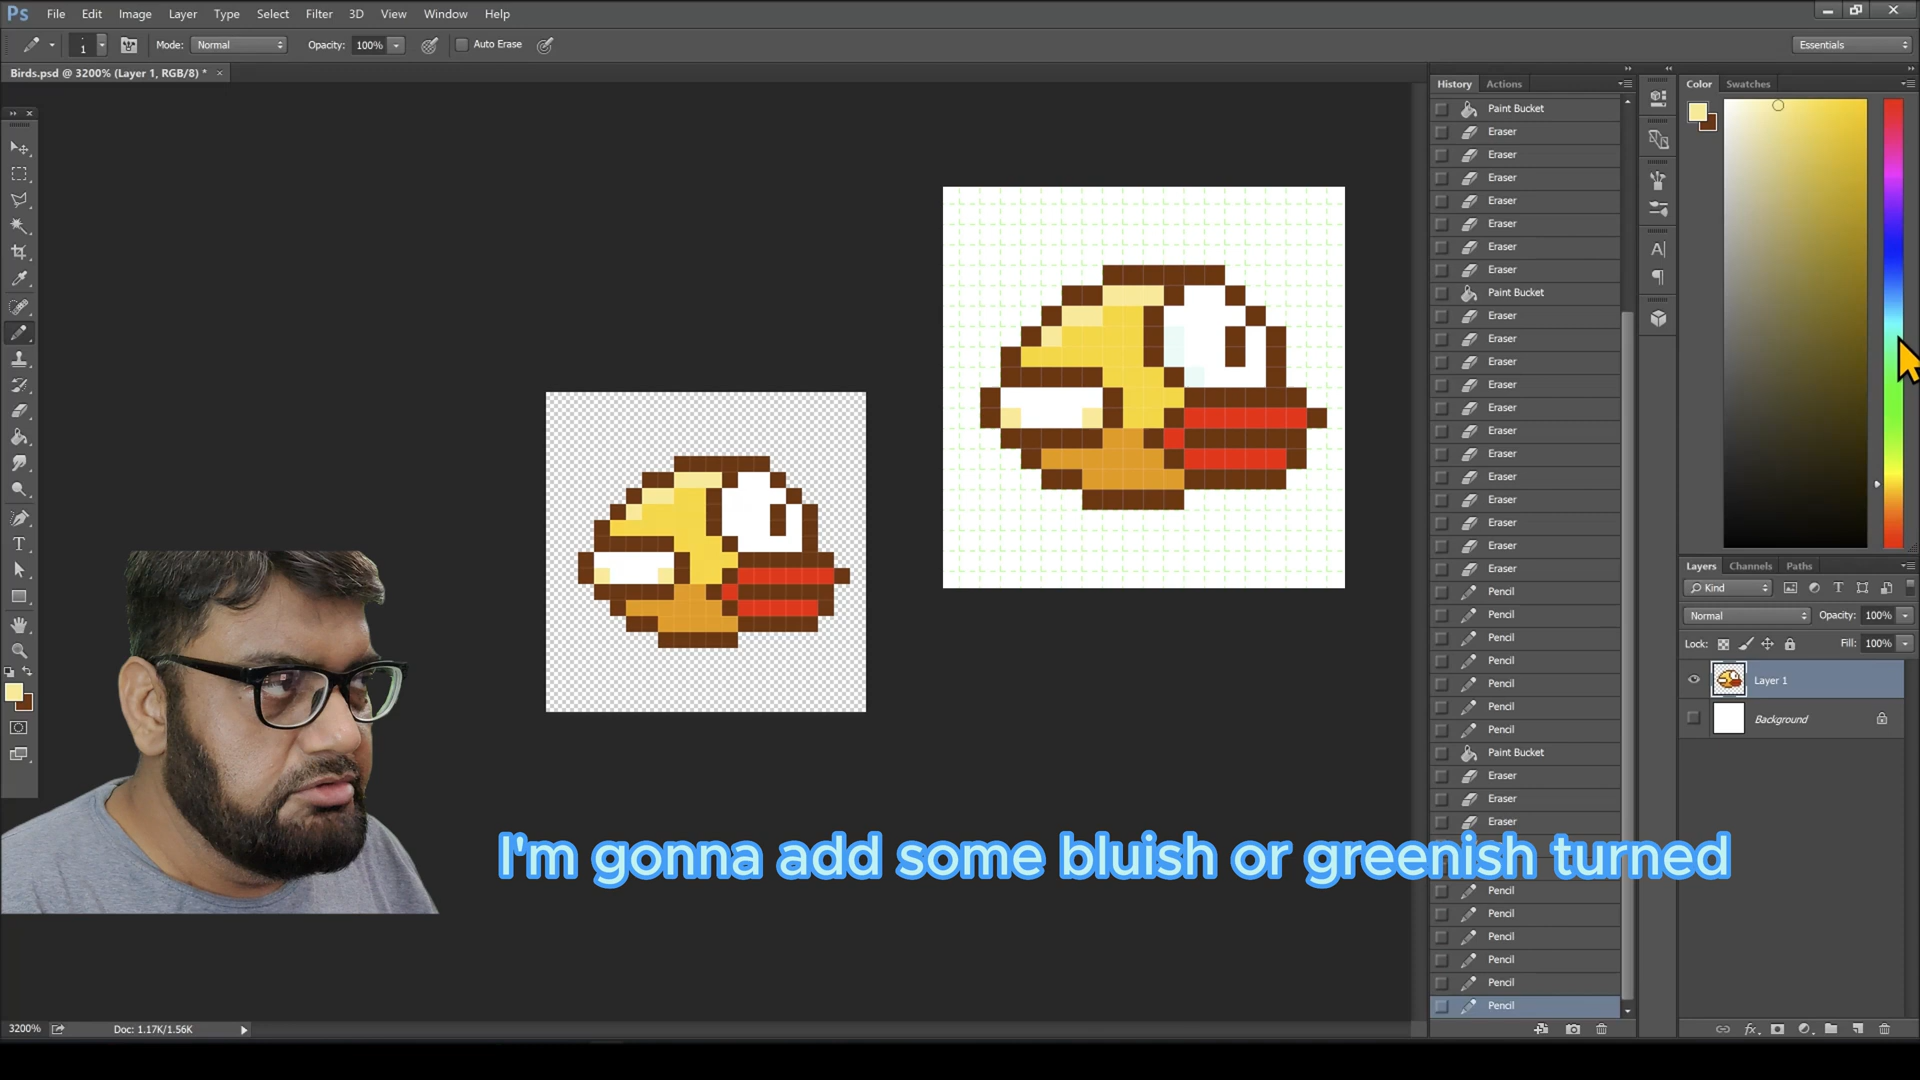 Ps File Edit Image Layer Type Select Filter 3D View Window Help
1 Mode: Normal Opacity: 100% Auto Erase Essentials
Birds.psd @ 3200% (Layer 1, RGB/8) * ×
History Actions
Paint Bucket
Eraser
Eraser
Eraser
Eraser
Eraser
Eraser
Eraser
Paint Bucket
Eraser
Eraser
Eraser
Eraser
Eraser
Eraser
Eraser
Eraser
Eraser
Eraser
Eraser
Eraser
Pencil
Pencil
Pencil
Pencil
Pencil
Pencil
Pencil
Paint Bucket
Eraser
Eraser
Eraser
Pencil
Pencil
Pencil
Pencil
Pencil
Pencil
Color Swatches
Layers Channels Paths
Kind
Normal Opacity: 100%
Lock: Fill: 100%
Layer 1
Background
I'm gonna add some bluish or greenish turned
3200% Doc: 1.17K/1.56K